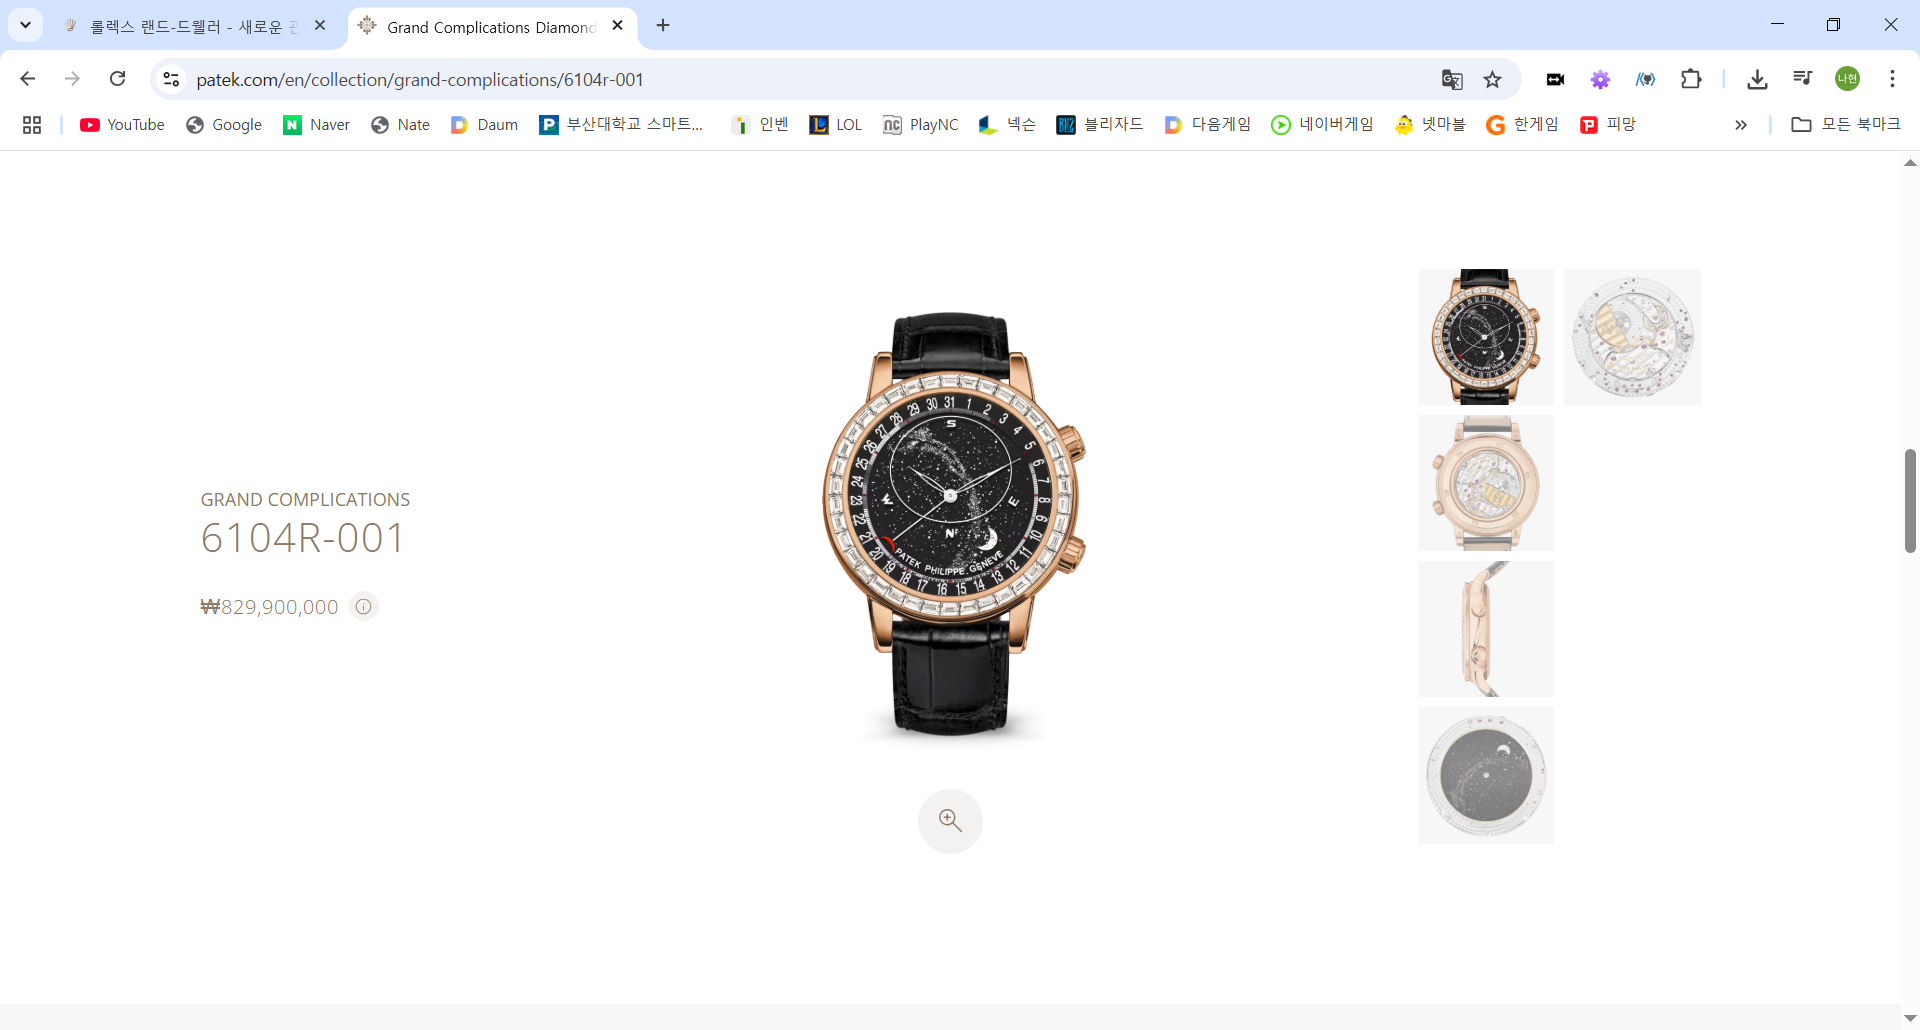 롤렉스 랜드-드웰러 - 새로운 관
Grand Complications Diamond
patek.com/en/collection/grand-complications/6104r-001
나현
YouTube Google Naver Nate Daum 부산대학교 스마트... 인벤 LOL PlayNC 넥슨 블리자드 다음게임 네이버게임 넷마블 한게임 피망 » 모든 북마크
GRAND COMPLICATIONS
6104R-001
₩829,900,000
S
W E
N
PATEK PHILIPPE GENEVE
1 2 3 4 5 6 7 8 9 10 11 12 13 14 15 16 17 18 19 20 21 22 23 24 25 26 27 28 29 30 31